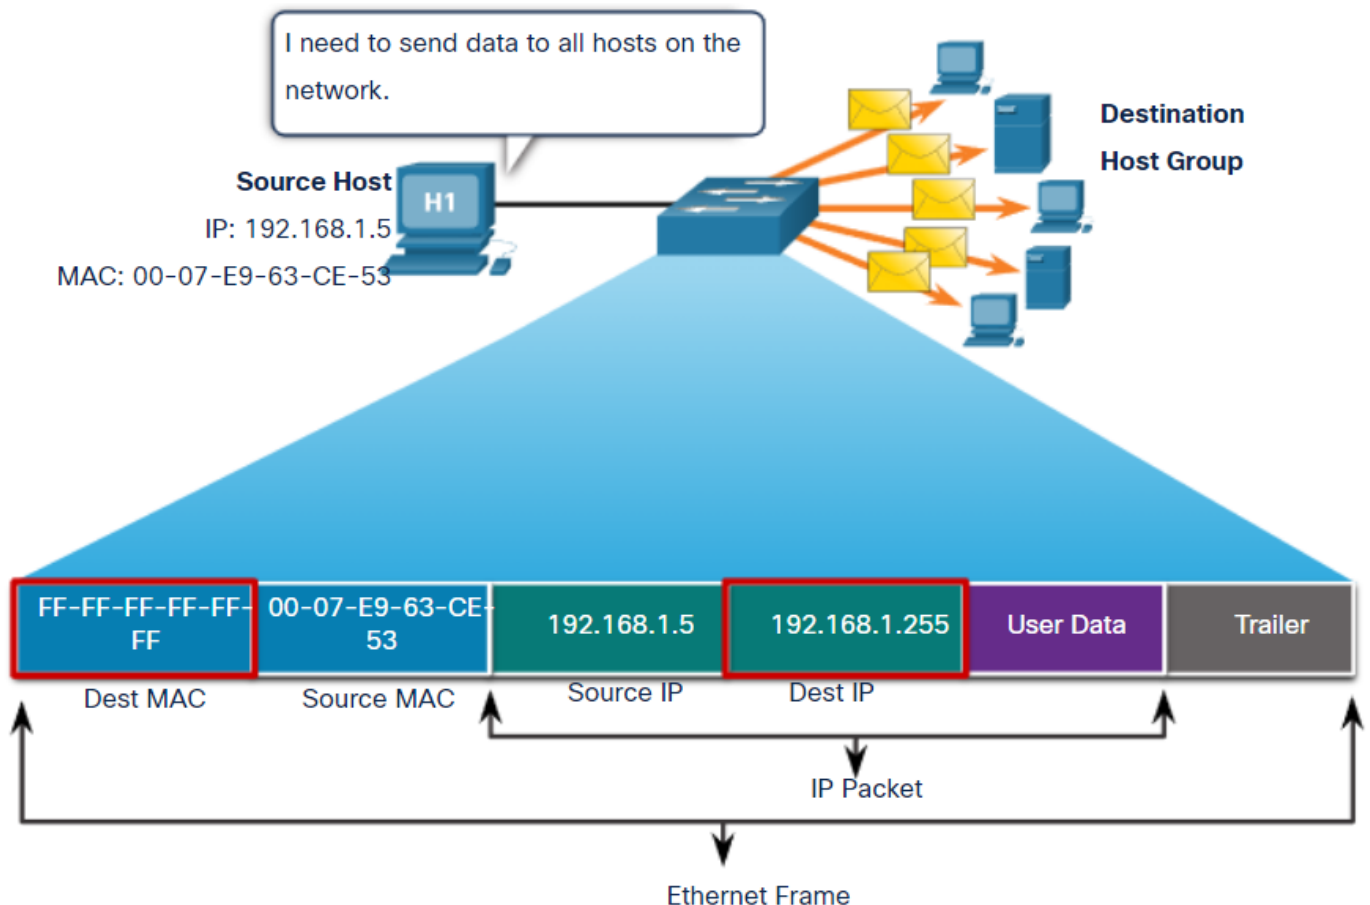 I need to send data to all hosts on the
network.
Destination
Host Group
Source Host
IP: 192.168.1.5
MAC: 00-07-E9-63-CE-53
H1
FF-FF-FF-FF-FF-
FF
00-07-E9-63-CE-
53
192.168.1.5
192.168.1.255
User Data
Trailer
Dest MAC
Source MAC
Source IP
Dest IP
IP Packet
Ethernet Frame